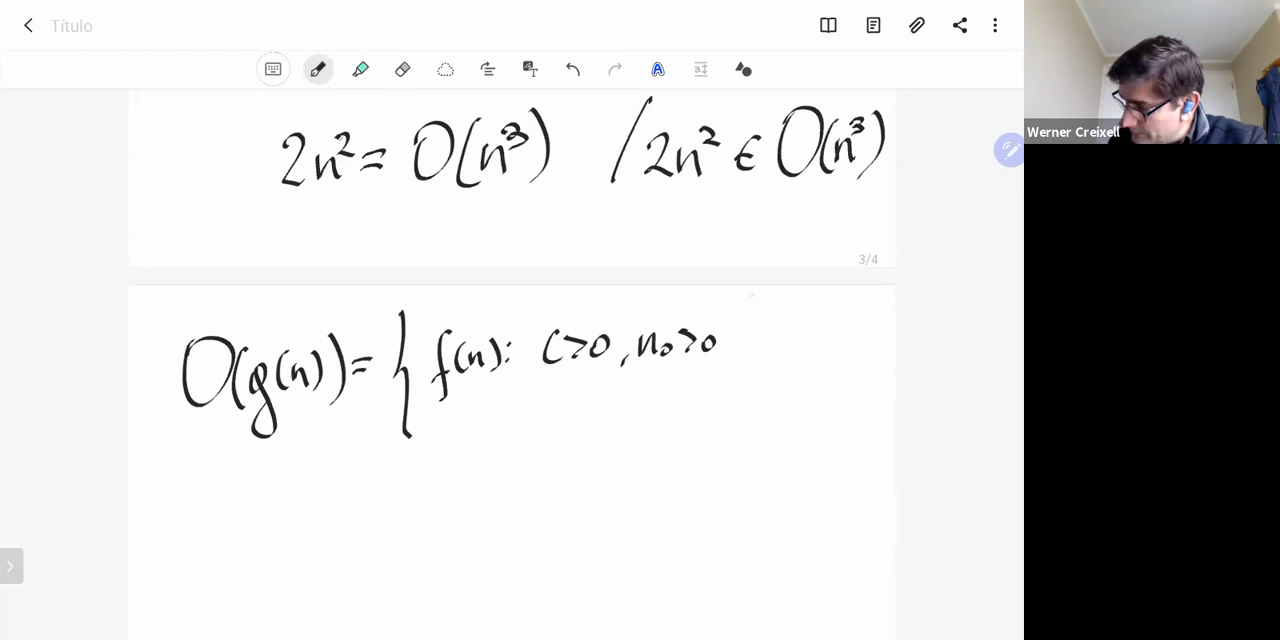 Título
Werner Creixell
2n² = O(n³) / 2n² ∈ O(n³)
3/4
O(g(n)) = { f(n): c>0, n₀>0